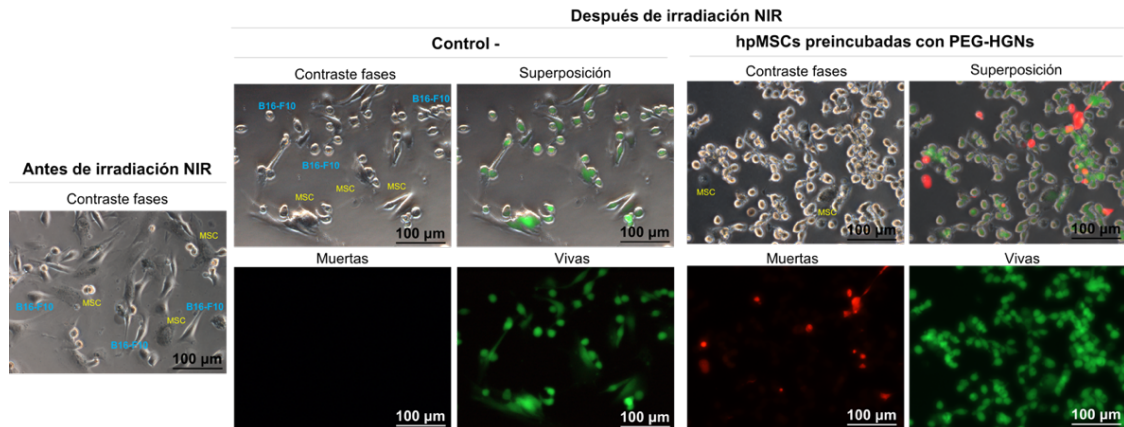 Después de irradiación NIR
Control -
hpMSCs preincubadas con PEG-HGNs
Contraste fases
Superposición
Contraste fases
Superposición
B16-F10
B16-F10
B16-F10
MSC
MSC
MSC
100 µm
100 µm
MSC
MSC
100 µm
100 µm
Antes de irradiación NIR
Contraste fases
MSC
B16-F10
MSC
B16-F10
MSC
B16-F10
100 µm
Muertas
Vivas
Muertas
Vivas
100 µm
100 µm
100 µm
100 µm